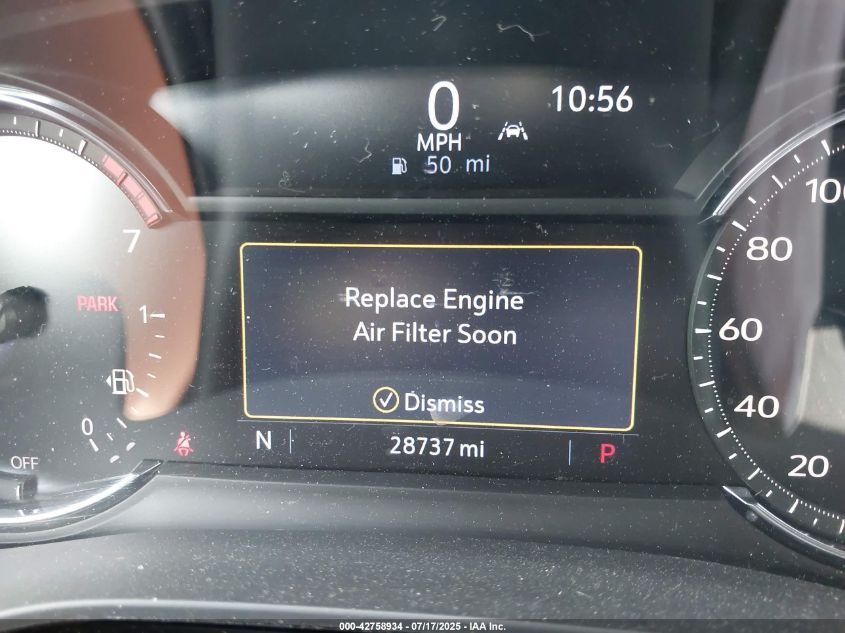 0
10:56
MPH
50 mi
7
100
80
PARK
1
Replace Engine
Air Filter Soon
60
Dismiss
40
0
N
28737 mi
P
OFF
20
000-42758934 - 07/17/2025 - IAA Inc.